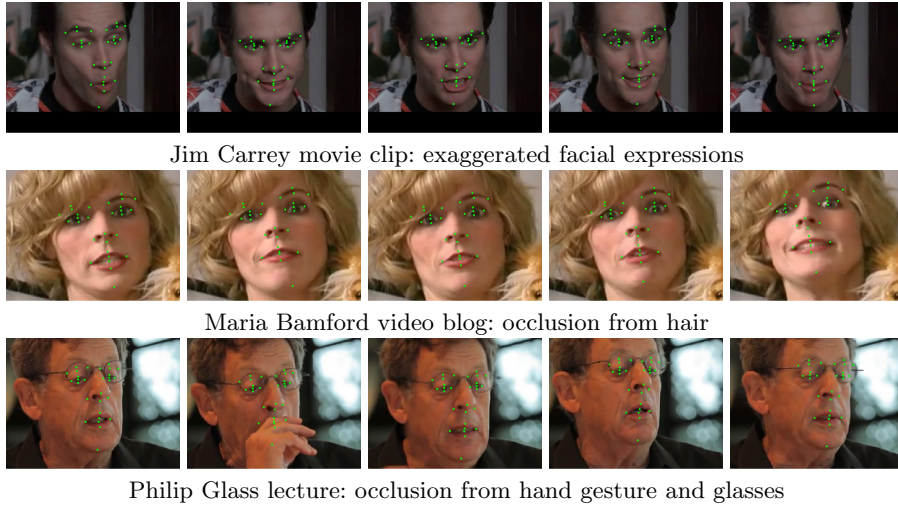 Jim Carrey movie clip: exaggerated facial expressions
Maria Bamford video blog: occlusion from hair
Philip Glass lecture: occlusion from hand gesture and glasses